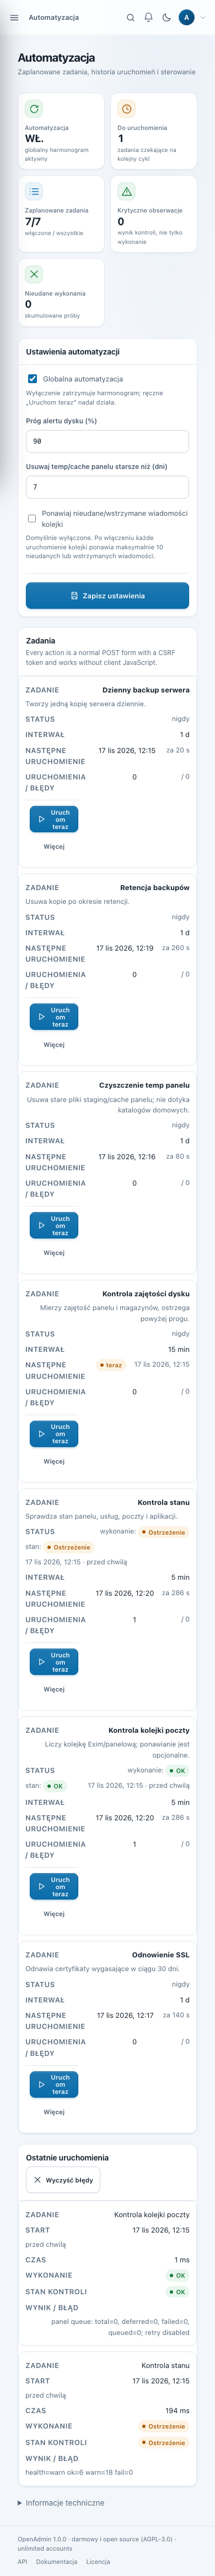 Automatyzacja
A
Automatyzacja
Zaplanowane zadania, historia uruchomień i sterowanie
Automatyzacja
WŁ.
globalny harmonogram
aktywny
Do uruchomienia
1
zadania czekające na
kolejny cykl
Zaplanowane zadania
7/7
włączone / wszystkie
Krytyczne obserwacje
0
wynik kontroli, nie tylko
wykonanie
Nieudane wykonania
0
skumulowane próby
Ustawienia automatyzacji
Globalna automatyzacja
Wyłączenie zatrzymuje harmonogram; ręczne
„Uruchom teraz” nadal działa.
Próg alertu dysku (%)
90
Usuwaj temp/cache panelu starsze niż (dni)
7
Ponawiaj nieudane/wstrzymane wiadomości
kolejki
Domyślnie wyłączone. Po włączeniu każde
uruchomienie kolejki ponawia maksymalnie 10
nieudanych lub wstrzymanych wiadomości.
Zapisz ustawienia
Zadania
Every action is a normal POST form with a CSRF
token and works without client JavaScript.
ZADANIE Dzienny backup serwera
Tworzy jedną kopię serwera dziennie.
STATUS nigdy
INTERWAŁ 1 d
NASTĘPNE URUCHOMIENIE 17 lis 2026, 12:15 za 20 s
URUCHOMIENIA / BŁĘDY 0 / 0
Uruchom teraz
Więcej
ZADANIE Retencja backupów
Usuwa kopie po okresie retencji.
STATUS nigdy
INTERWAŁ 1 d
NASTĘPNE URUCHOMIENIE 17 lis 2026, 12:19 za 260 s
URUCHOMIENIA / BŁĘDY 0 / 0
Uruchom teraz
Więcej
ZADANIE Czyszczenie temp panelu
Usuwa stare pliki staging/cache panelu; nie dotyka
katalogów domowych.
STATUS nigdy
INTERWAŁ 1 d
NASTĘPNE URUCHOMIENIE 17 lis 2026, 12:16 za 80 s
URUCHOMIENIA / BŁĘDY 0 / 0
Uruchom teraz
Więcej
ZADANIE Kontrola zajętości dysku
Mierzy zajętość panelu i magazynów, ostrzega
powyżej progu.
STATUS nigdy
INTERWAŁ 15 min
NASTĘPNE URUCHOMIENIE teraz 17 lis 2026, 12:15
URUCHOMIENIA / BŁĘDY 0 / 0
Uruchom teraz
Więcej
ZADANIE Kontrola stanu
Sprawdza stan panelu, usług, poczty i aplikacji.
STATUS wykonanie: Ostrzeżenie
stan: Ostrzeżenie
17 lis 2026, 12:15 · przed chwilą
INTERWAŁ 5 min
NASTĘPNE URUCHOMIENIE 17 lis 2026, 12:20 za 286 s
URUCHOMIENIA / BŁĘDY 1 / 0
Uruchom teraz
Więcej
ZADANIE Kontrola kolejki poczty
Liczy kolejkę Exim/panelową; ponawianie jest
opcjonalne.
STATUS wykonanie: OK
stan: OK 17 lis 2026, 12:15 · przed chwilą
INTERWAŁ 5 min
NASTĘPNE URUCHOMIENIE 17 lis 2026, 12:20 za 286 s
URUCHOMIENIA / BŁĘDY 1 / 0
Uruchom teraz
Więcej
ZADANIE Odnowienie SSL
Odnawia certyfikaty wygasające w ciągu 30 dni.
STATUS nigdy
INTERWAŁ 1 d
NASTĘPNE URUCHOMIENIE 17 lis 2026, 12:17 za 140 s
URUCHOMIENIA / BŁĘDY 0 / 0
Uruchom teraz
Więcej
Ostatnie uruchomienia
Wyczyść błędy
ZADANIE Kontrola kolejki poczty
START 17 lis 2026, 12:15
przed chwilą
CZAS 1 ms
WYKONANIE OK
STAN KONTROLI OK
WYNIK / BŁĄD
panel queue: total=0, deferred=0, failed=0,
queued=0; retry disabled
ZADANIE Kontrola stanu
START 17 lis 2026, 12:15
przed chwilą
CZAS 194 ms
WYKONANIE Ostrzeżenie
STAN KONTROLI Ostrzeżenie
WYNIK / BŁĄD
health=warn ok=6 warn=18 fail=0
Informacje techniczne
OpenAdmin 1.0.0 · darmowy i open source (AGPL-3.0) ·
unlimited accounts
API Dokumentacja Licencja